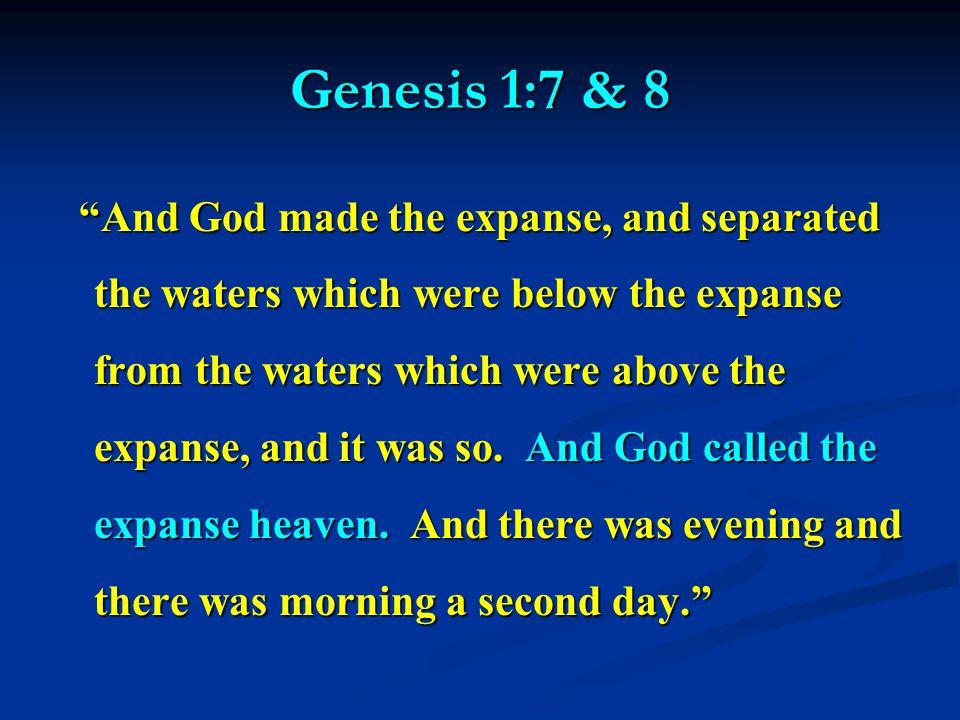 Genesis 1:7 & 8
“And God made the expanse, and separated
the waters which were below the expanse
from the waters which were above the
expanse, and it was so.  And God called the
expanse heaven.  And there was evening and
there was morning a second day.”